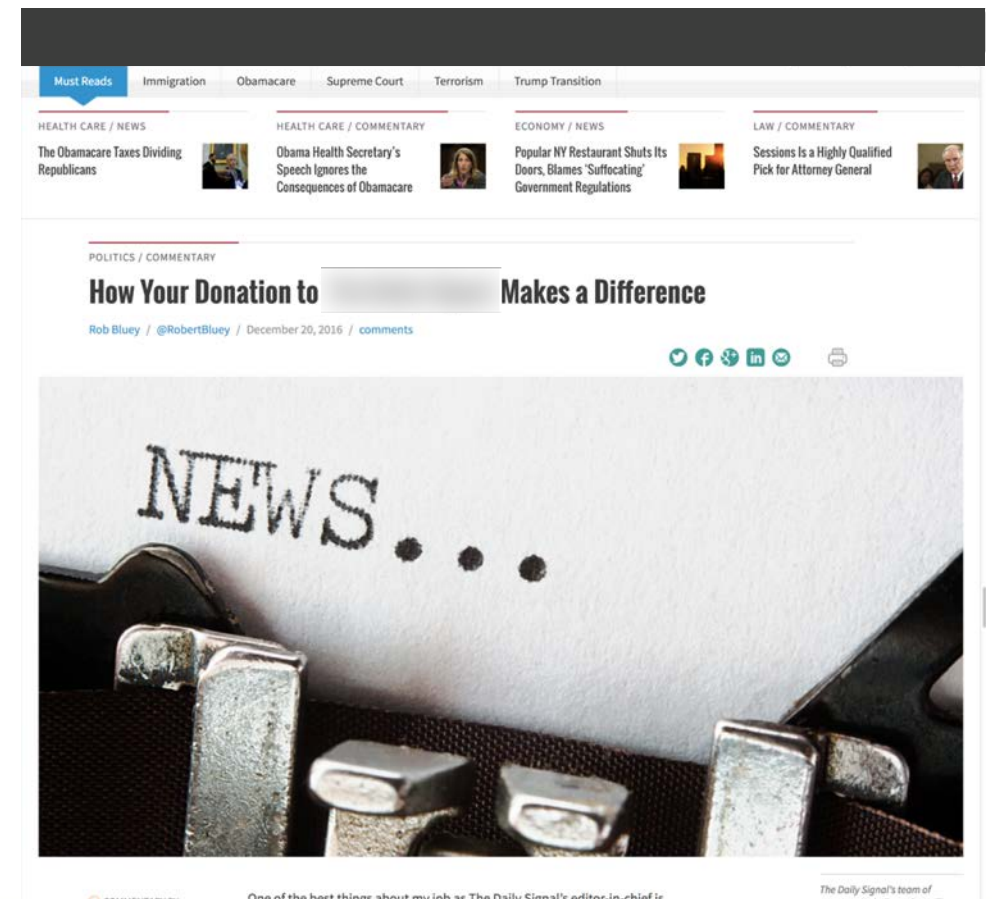 Must Reads Immigration Obamacare Supreme Court Terrorism Trump Transition
HEALTH CARE / NEWS
The Obamacare Taxes Dividing
Republicans
HEALTH CARE / COMMENTARY
Obama Health Secretary's
Speech Ignores the
Consequences of Obamacare
ECONOMY / NEWS
Popular NY Restaurant Shuts Its
Doors, Blames 'Suffocating'
Government Regulations
LAW / COMMENTARY
Sessions Is a Highly Qualified
Pick for Attorney General
POLITICS / COMMENTARY
How Your Donation to Makes a Difference
Rob Bluey / @RobertBluey / December 20, 2016 / comments
NEWS...
One of the best things about my job as The Daily Signal's editor-in-chief is
The Daily Signal's team of